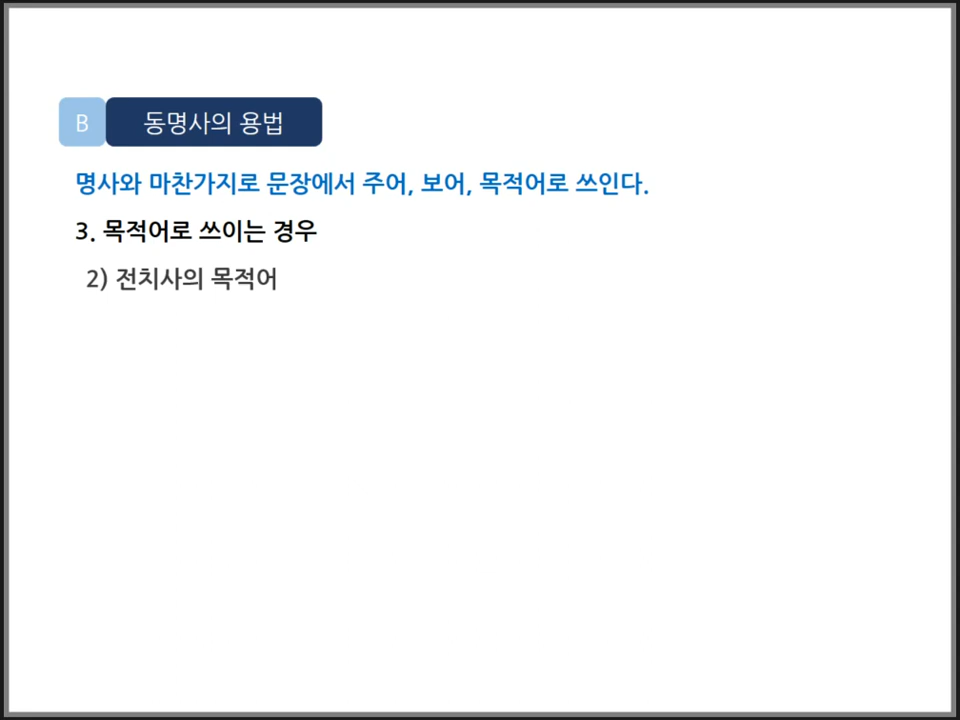 B 동명사의 용법
명사와 마찬가지로 문장에서 주어, 보어, 목적어로 쓰인다.
3. 목적어로 쓰이는 경우
2) 전치사의 목적어